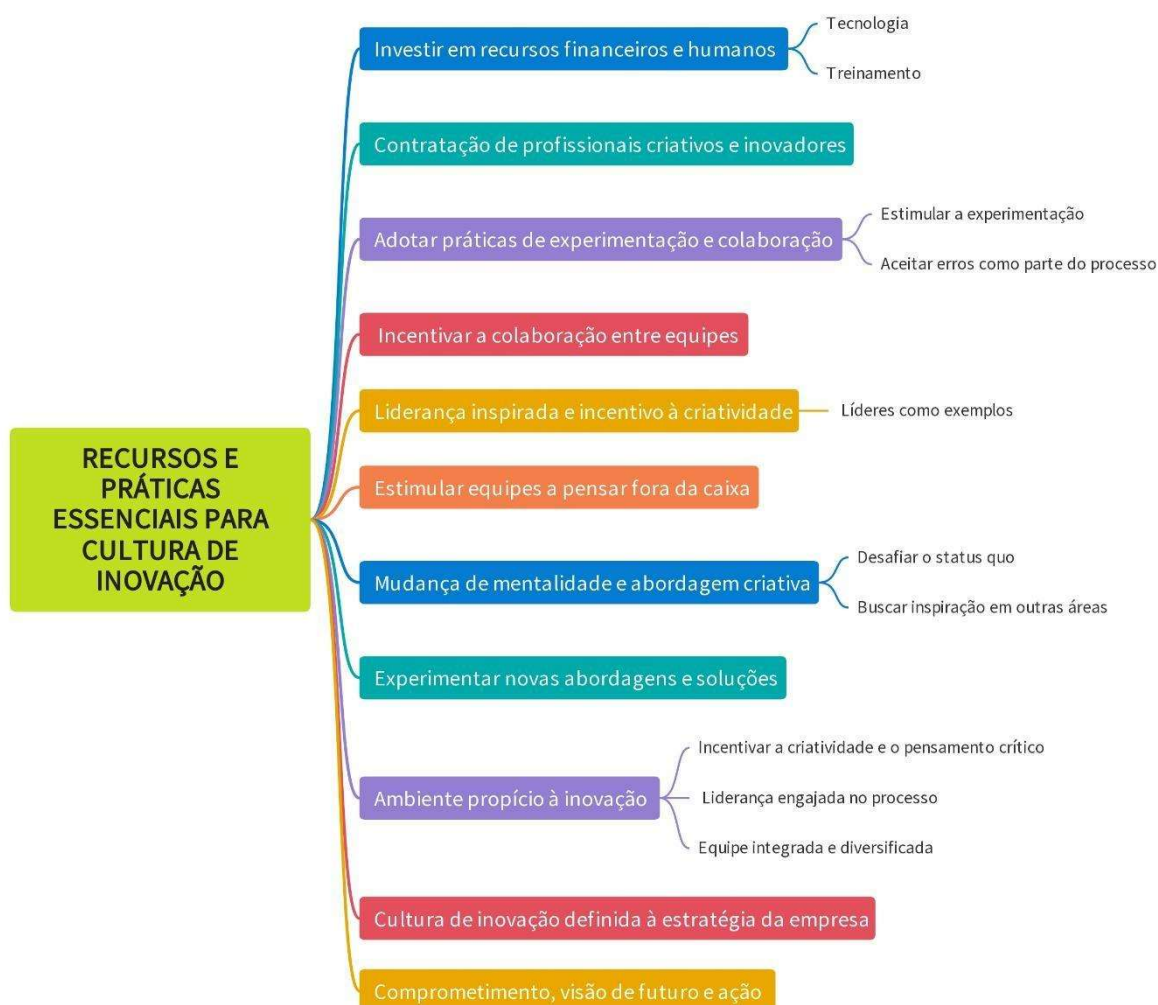 RECURSOS E
PRÁTICAS
ESSENCIAIS PARA
CULTURA DE
INOVAÇÃO
Investir em recursos financeiros e humanos
Tecnologia
Treinamento
Contratação de profissionais criativos e inovadores
Adotar práticas de experimentação e colaboração
Estimular a experimentação
Aceitar erros como parte do processo
Incentivar a colaboração entre equipes
Liderança inspirada e incentivo à criatividade
Líderes como exemplos
Estimular equipes a pensar fora da caixa
Mudança de mentalidade e abordagem criativa
Desafiar o status quo
Buscar inspiração em outras áreas
Experimentar novas abordagens e soluções
Ambiente propício à inovação
Incentivar a criatividade e o pensamento crítico
Liderança engajada no processo
Equipe integrada e diversificada
Cultura de inovação definida à estratégia da empresa
Comprometimento, visão de futuro e ação